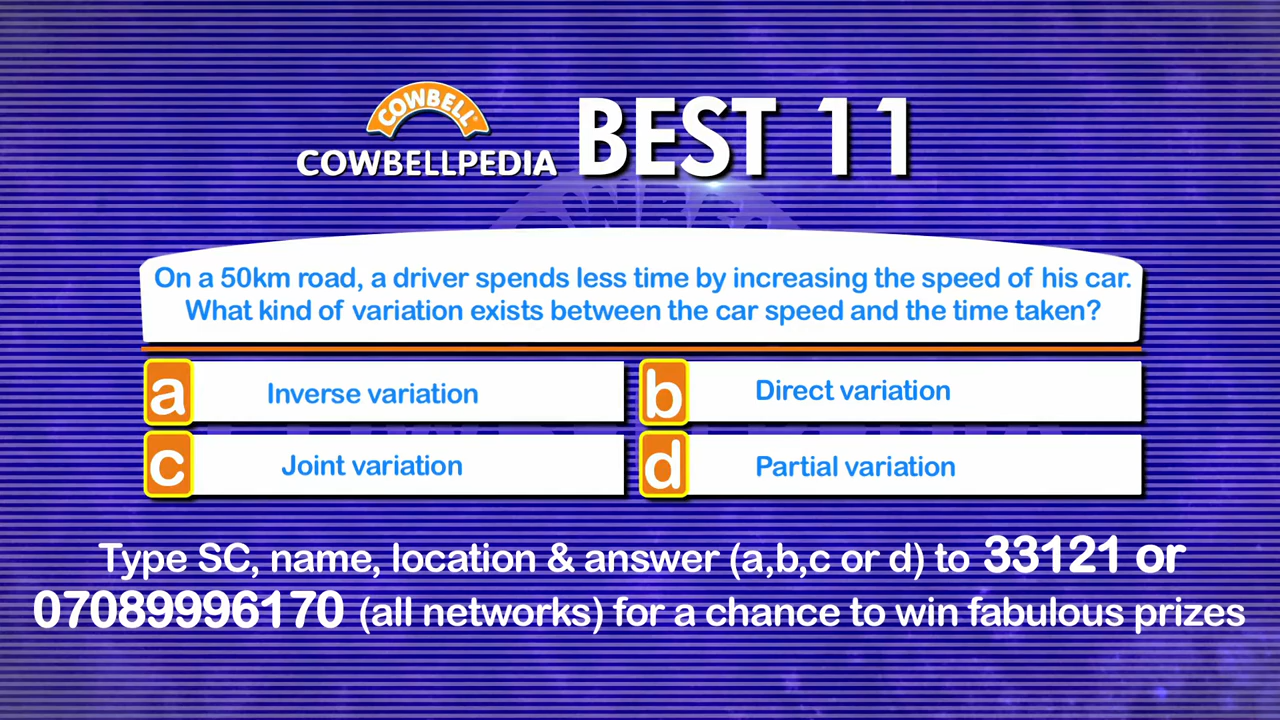 COWBELL
COWBELLPEDIA
BEST 11
On a 50km road, a driver spends less time by increasing the speed of his car.
What kind of variation exists between the car speed and the time taken?
a Inverse variation
b Direct variation
c Joint variation
d Partial variation
Type SC, name, location & answer (a,b,c or d) to 33121 or
07089996170 (all networks) for a chance to win fabulous prizes